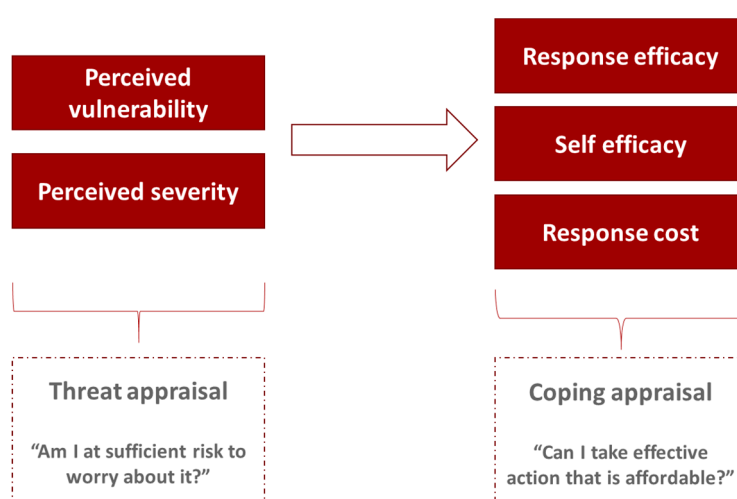 Perceived
vulnerability
Perceived severity
Threat appraisal
“Am I at sufficient risk to
worry about it?”
Response efficacy
Self efficacy
Response cost
Coping appraisal
“Can I take effective
action that is affordable?”